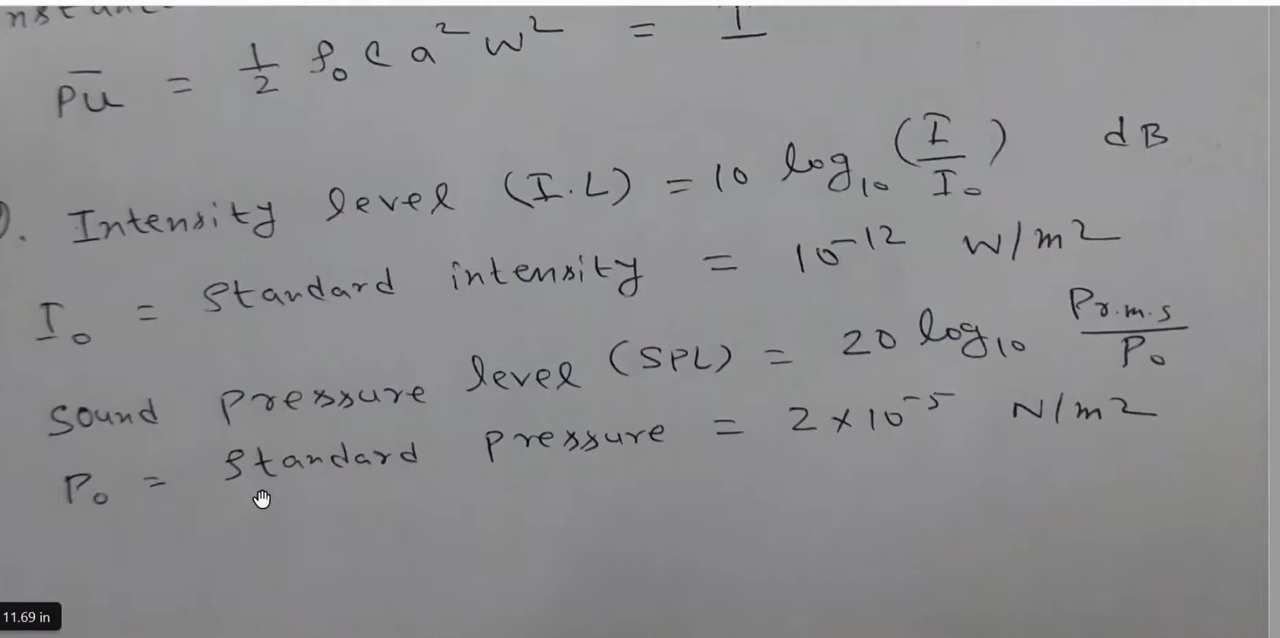 pu̅ = 1/2 ρ₀ c a² w² = I
. Intensity level (I.L) = 10 log₁₀ (I/I₀) dB
I₀ = Standard intensity = 10⁻¹² W/m2
Sound pressure level (SPL) = 20 log₁₀ Pr.m.s/P₀
P₀ = Standard pressure = 2 × 10⁻⁵ N/m2
11.69 in